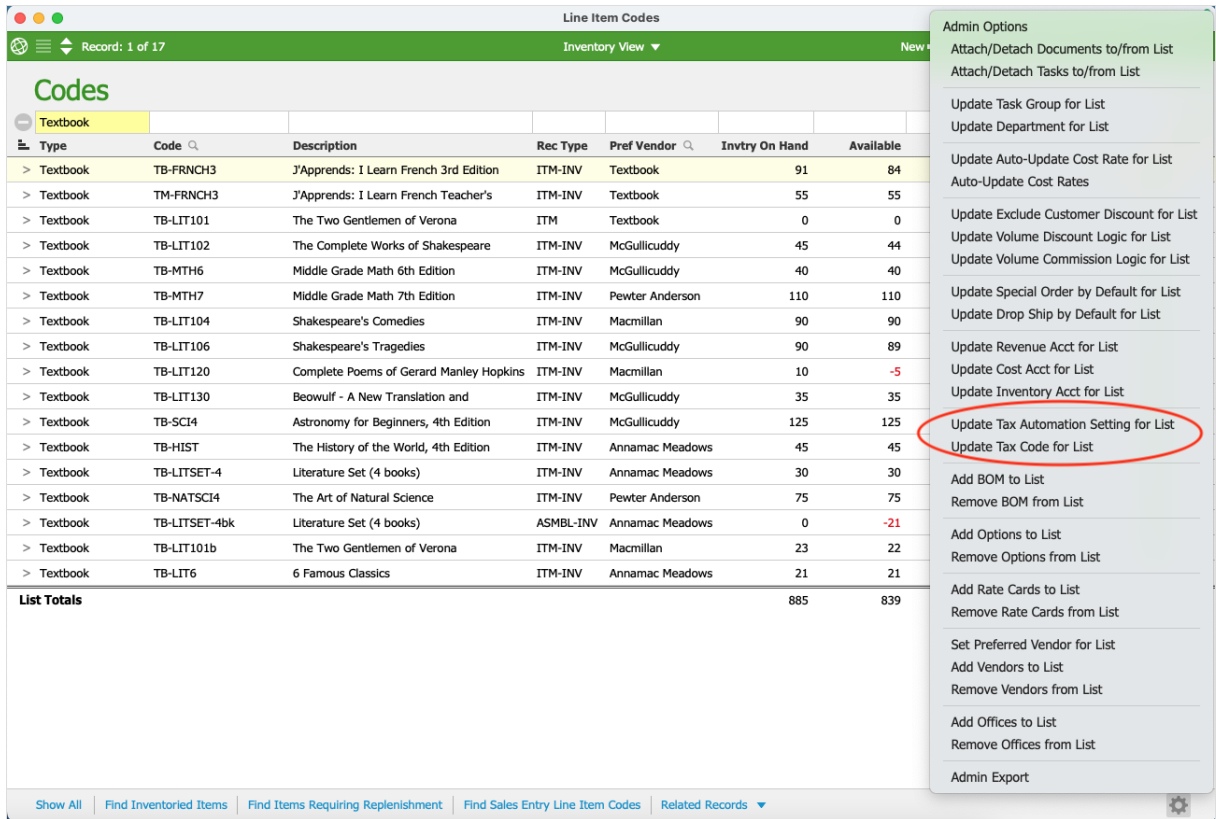 Line Item Codes
Record: 1 of 17
Inventory View
New
Codes
Textbook
Type Code Description Rec Type Pref Vendor Invtry On Hand Available
> Textbook TB-FRNCH3 J'Apprends: I Learn French 3rd Edition ITM-INV Textbook 91 84
> Textbook TM-FRNCH3 J'Apprends: I Learn French Teacher's ITM-INV Textbook 55 55
> Textbook TB-LIT101 The Two Gentlemen of Verona ITM Textbook 0 0
> Textbook TB-LIT102 The Complete Works of Shakespeare ITM-INV McGullicuddy 45 44
> Textbook TB-MTH6 Middle Grade Math 6th Edition ITM-INV McGullicuddy 40 40
> Textbook TB-MTH7 Middle Grade Math 7th Edition ITM-INV Pewter Anderson 110 110
> Textbook TB-LIT104 Shakespeare's Comedies ITM-INV Macmillan 90 90
> Textbook TB-LIT106 Shakespeare's Tragedies ITM-INV McGullicuddy 90 89
> Textbook TB-LIT120 Complete Poems of Gerard Manley Hopkins ITM-INV Macmillan 10 -5
> Textbook TB-LIT130 Beowulf - A New Translation and ITM-INV McGullicuddy 35 35
> Textbook TB-SCI4 Astronomy for Beginners, 4th Edition ITM-INV McGullicuddy 125 125
> Textbook TB-HIST The History of the World, 4th Edition ITM-INV Annamac Meadows 45 45
> Textbook TB-LITSET-4 Literature Set (4 books) ITM-INV Annamac Meadows 30 30
> Textbook TB-NATSCI4 The Art of Natural Science ITM-INV Pewter Anderson 75 75
> Textbook TB-LITSET-4bk Literature Set (4 books) ASMBL-INV Annamac Meadows 0 -21
> Textbook TB-LIT101b The Two Gentlemen of Verona ITM-INV Macmillan 23 22
> Textbook TB-LIT6 6 Famous Classics ITM-INV Annamac Meadows 21 21
List Totals 885 839
Show All Find Inventoried Items Find Items Requiring Replenishment Find Sales Entry Line Item Codes Related Records
Admin Options
Attach/Detach Documents to/from List
Attach/Detach Tasks to/from List
Update Task Group for List
Update Department for List
Update Auto-Update Cost Rate for List
Auto-Update Cost Rates
Update Exclude Customer Discount for List
Update Volume Discount Logic for List
Update Volume Commission Logic for List
Update Special Order by Default for List
Update Drop Ship by Default for List
Update Revenue Acct for List
Update Cost Acct for List
Update Inventory Acct for List
Update Tax Automation Setting for List
Update Tax Code for List
Add BOM to List
Remove BOM from List
Add Options to List
Remove Options from List
Add Rate Cards to List
Remove Rate Cards from List
Set Preferred Vendor for List
Add Vendors to List
Remove Vendors from List
Add Offices to List
Remove Offices from List
Admin Export